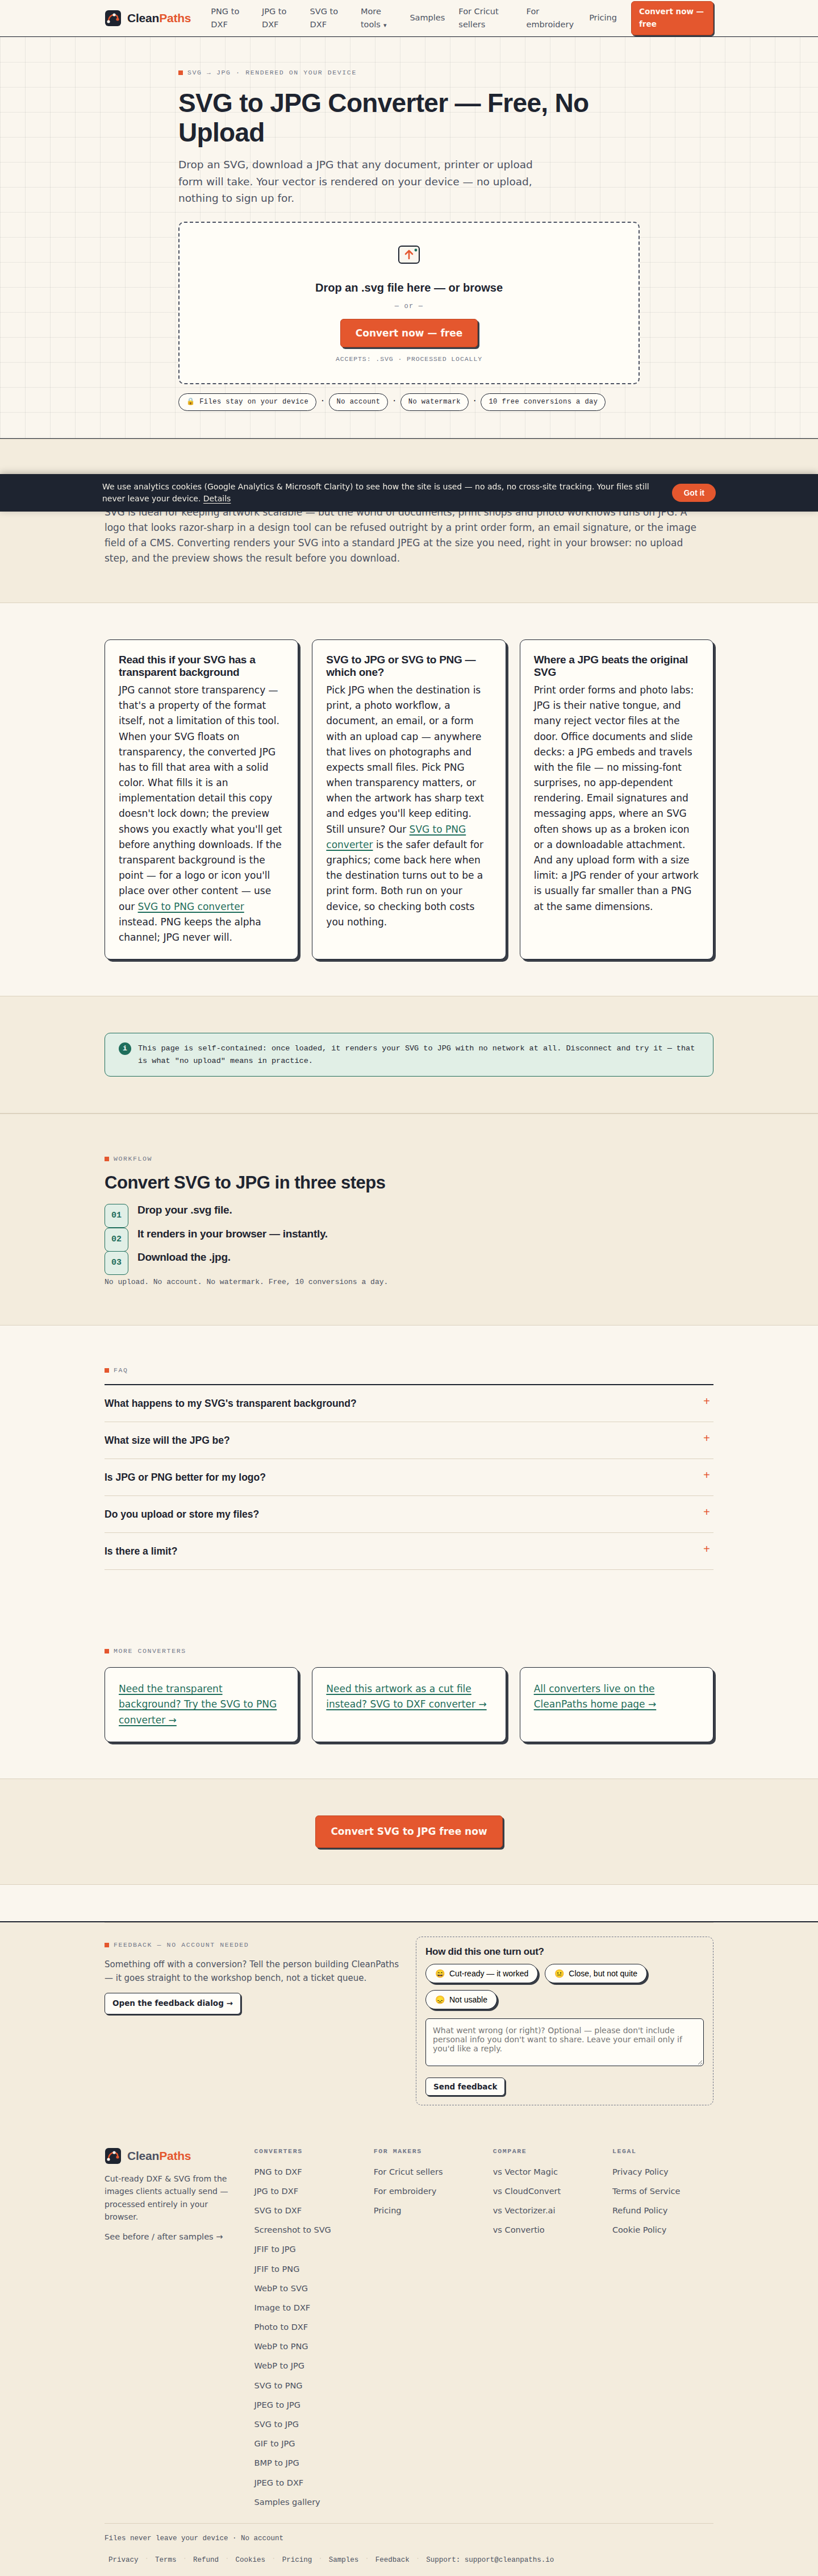 CleanPaths
PNG to DXF
JPG to DXF
SVG to DXF
More tools ▾
Samples
For Cricut sellers
For embroidery
Pricing
Convert now — free
SVG → JPG · RENDERED ON YOUR DEVICE
SVG to JPG Converter — Free, No
Upload
Drop an SVG, download a JPG that any document, printer or upload
form will take. Your vector is rendered on your device — no upload,
nothing to sign up for.
Drop an .svg file here — or browse
— or —
Convert now — free
ACCEPTS: .SVG · PROCESSED LOCALLY
🔒 Files stay on your device · No account · No watermark · 10 free conversions a day
We use analytics cookies (Google Analytics & Microsoft Clarity) to see how the site is used — no ads, no cross-site tracking. Your files still
never leave your device. Details
Got it
SVG is ideal for keeping artwork scalable — but the world of documents, print shops and photo workflows runs on JPG. A
logo that looks razor-sharp in a design tool can be refused outright by a print order form, an email signature, or the image
field of a CMS. Converting renders your SVG into a standard JPEG at the size you need, right in your browser: no upload
step, and the preview shows the result before you download.
Read this if your SVG has a
transparent background
JPG cannot store transparency —
that's a property of the format
itself, not a limitation of this tool.
When your SVG floats on
transparency, the converted JPG
has to fill that area with a solid
color. What fills it is an
implementation detail this copy
doesn't lock down; the preview
shows you exactly what you'll get
before anything downloads. If the
transparent background is the
point — for a logo or icon you'll
place over other content — use
our SVG to PNG converter
instead. PNG keeps the alpha
channel; JPG never will.
SVG to JPG or SVG to PNG —
which one?
Pick JPG when the destination is
print, a photo workflow, a
document, an email, or a form
with an upload cap — anywhere
that lives on photographs and
expects small files. Pick PNG
when transparency matters, or
when the artwork has sharp text
and edges you'll keep editing.
Still unsure? Our SVG to PNG
converter is the safer default for
graphics; come back here when
the destination turns out to be a
print form. Both run on your
device, so checking both costs
you nothing.
Where a JPG beats the original
SVG
Print order forms and photo labs:
JPG is their native tongue, and
many reject vector files at the
door. Office documents and slide
decks: a JPG embeds and travels
with the file — no missing-font
surprises, no app-dependent
rendering. Email signatures and
messaging apps, where an SVG
often shows up as a broken icon
or a downloadable attachment.
And any upload form with a size
limit: a JPG render of your artwork
is usually far smaller than a PNG
at the same dimensions.
i
This page is self-contained: once loaded, it renders your SVG to JPG with no network at all. Disconnect and try it — that
is what "no upload" means in practice.
WORKFLOW
Convert SVG to JPG in three steps
01 Drop your .svg file.
02 It renders in your browser — instantly.
03 Download the .jpg.
No upload. No account. No watermark. Free, 10 conversions a day.
FAQ
What happens to my SVG's transparent background? +
What size will the JPG be? +
Is JPG or PNG better for my logo? +
Do you upload or store my files? +
Is there a limit? +
MORE CONVERTERS
Need the transparent
background? Try the SVG to PNG
converter →
Need this artwork as a cut file
instead? SVG to DXF converter →
All converters live on the
CleanPaths home page →
Convert SVG to JPG free now
FEEDBACK — NO ACCOUNT NEEDED
Something off with a conversion? Tell the person building CleanPaths
— it goes straight to the workshop bench, not a ticket queue.
Open the feedback dialog →
How did this one turn out?
😄 Cut-ready — it worked
😐 Close, but not quite
😞 Not usable
What went wrong (or right)? Optional — please don't include
personal info you don't want to share. Leave your email only if
you'd like a reply.
Send feedback
CleanPaths
Cut-ready DXF & SVG from the
images clients actually send —
processed entirely in your
browser.
See before / after samples →
CONVERTERS
PNG to DXF
JPG to DXF
SVG to DXF
Screenshot to SVG
JFIF to JPG
JFIF to PNG
WebP to SVG
Image to DXF
Photo to DXF
WebP to PNG
WebP to JPG
SVG to PNG
JPEG to JPG
SVG to JPG
GIF to JPG
BMP to JPG
JPEG to DXF
Samples gallery
FOR MAKERS
For Cricut sellers
For embroidery
Pricing
COMPARE
vs Vector Magic
vs CloudConvert
vs Vectorizer.ai
vs Convertio
LEGAL
Privacy Policy
Terms of Service
Refund Policy
Cookie Policy
Files never leave your device · No account
Privacy Terms Refund Cookies Pricing Samples Feedback Support: support@cleanpaths.io